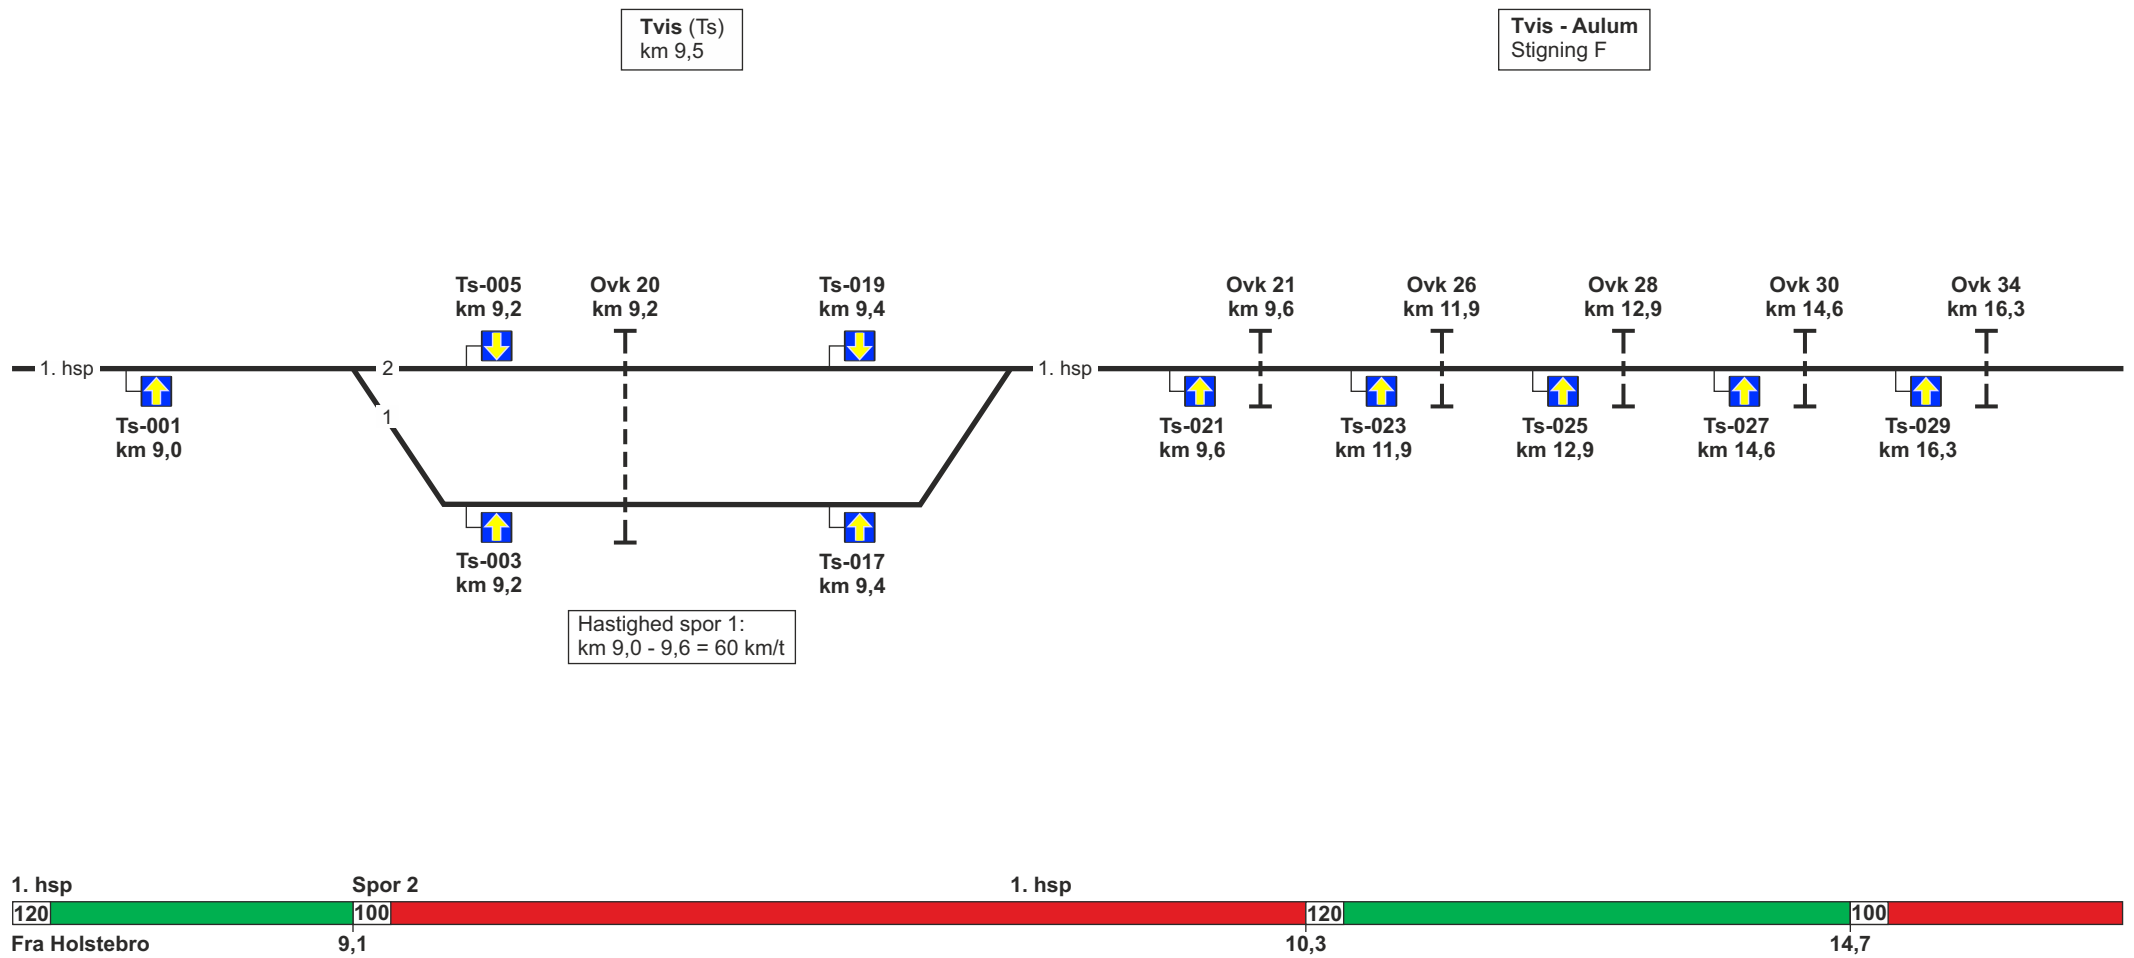 Tvis (Ts)
km 9,5
Tvis - Aulum
Stigning F
Ts-005
km 9,2
Ovk 20
km 9,2
Ts-019
km 9,4
Ovk 21
km 9,6
Ovk 26
km 11,9
Ovk 28
km 12,9
Ovk 30
km 14,6
Ovk 34
km 16,3
1. hsp
2
1. hsp
1
Ts-001
km 9,0
Ts-021
km 9,6
Ts-023
km 11,9
Ts-025
km 12,9
Ts-027
km 14,6
Ts-029
km 16,3
Ts-003
km 9,2
Ts-017
km 9,4
Hastighed spor 1:
km 9,0 - 9,6 = 60 km/t
1. hsp
Spor 2
1. hsp
120
100
120
100
Fra Holstebro
9,1
10,3
14,7